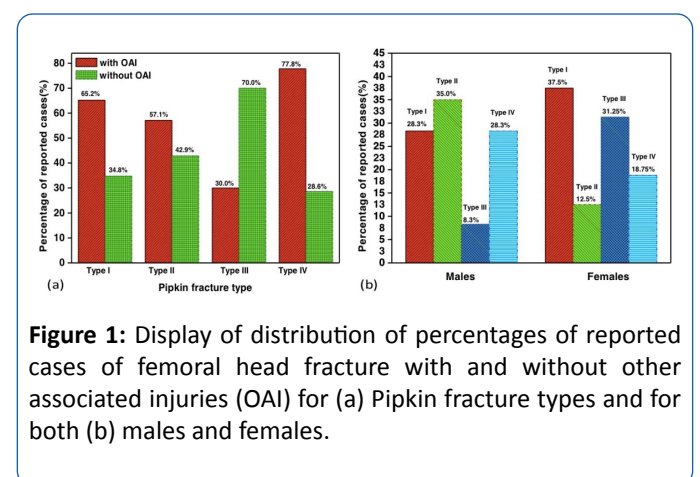 with OAI
without OAI
Percentage of reported cases(%)
80
70
60
50
40
30
20
10
0
65.2%
34.8%
57.1%
42.9%
30.0%
70.0%
77.8%
28.6%
Type I
Type II
Type III
Type IV
(a)
Pipkin fracture type
Percentage of reported cases(%)
45
43
40
38
35
33
30
28
25
23
20
18
15
13
10
8
5
3
0
Type I
28.3%
Type II
35.0%
Type III
8.3%
Type IV
28.3%
Type I
37.5%
Type II
12.5%
Type III
31.25%
Type IV
18.75%
Males
Females
(b)
Figure 1: Display of distribution of percentages of reported
cases of femoral head fracture with and without other
associated injuries (OAI) for (a) Pipkin fracture types and for
both (b) males and females.